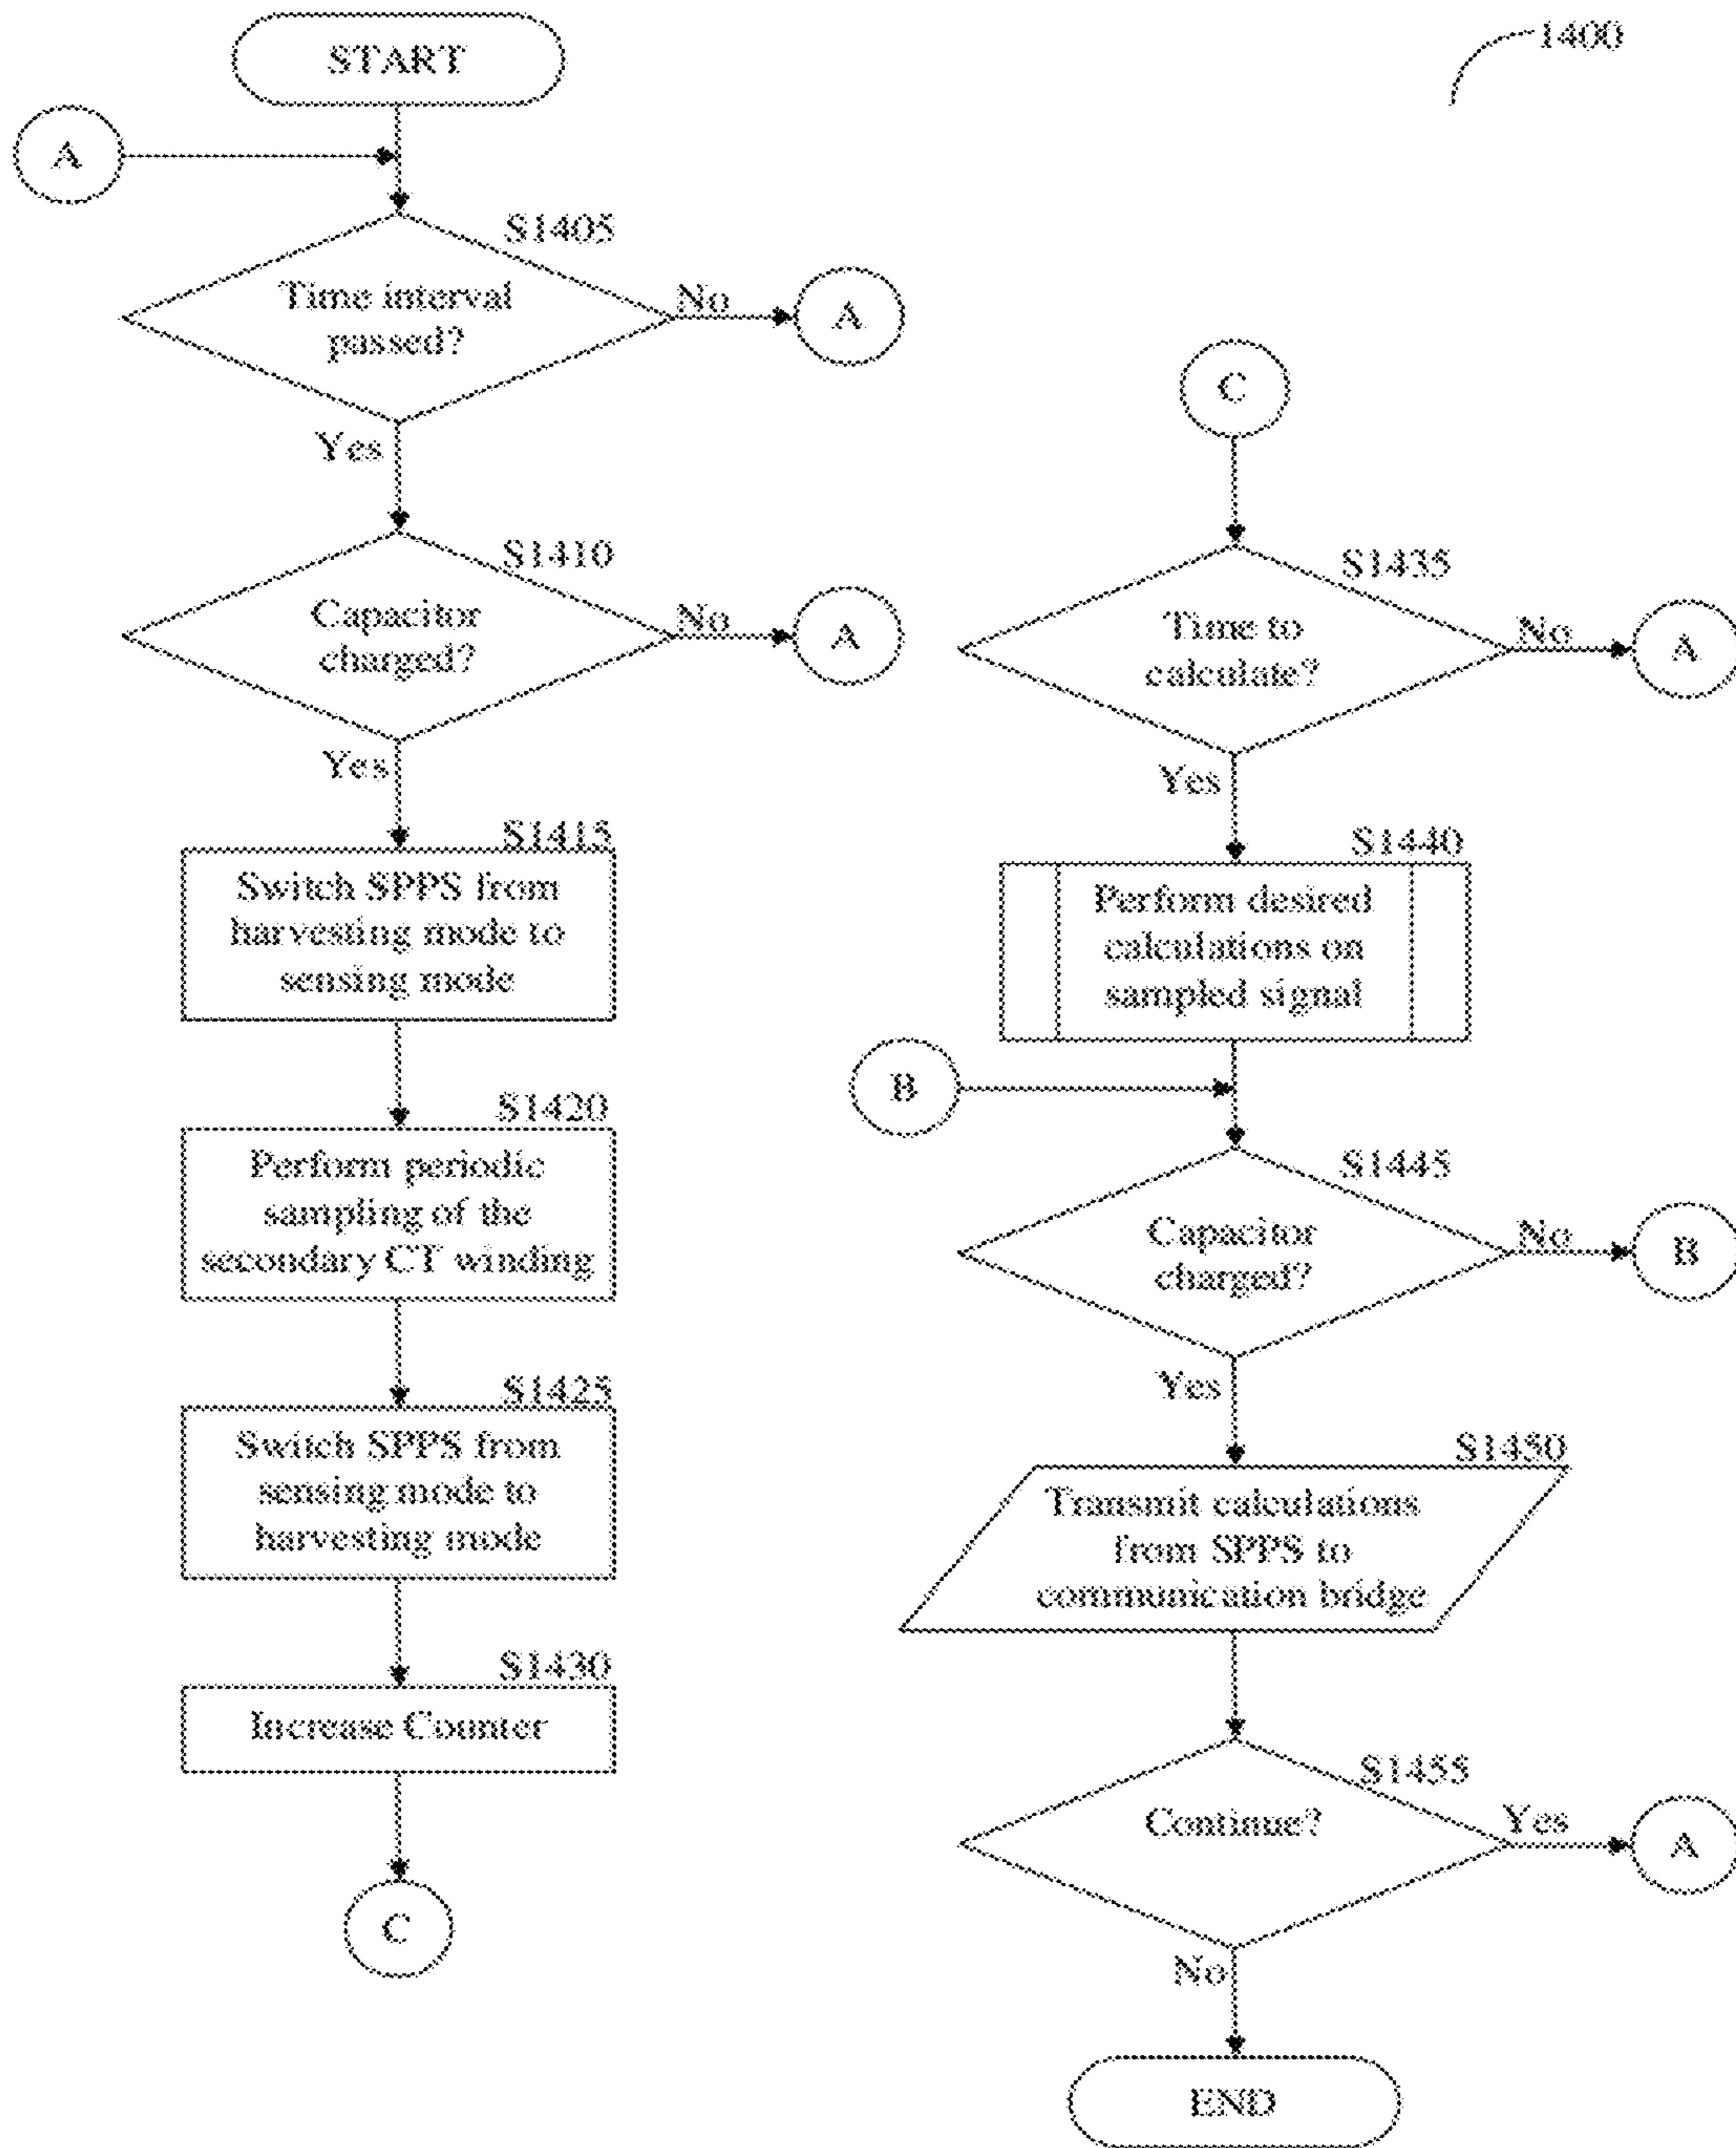 1400
START
A
S1405
Time interval
passed?
No
A
Yes
S1410
Capacitor
charged?
No
A
Yes
S1415
Switch SPPS from
harvesting mode to
sensing mode
S1420
Perform periodic
sampling of the
secondary CT winding
S1425
Switch SPPS from
sensing mode to
harvesting mode
S1430
Increase Counter
C
C
S1435
Time to
calculate?
No
A
Yes
S1440
Perform desired
calculations on
sampled signal
B
S1445
Capacitor
charged?
No
B
Yes
S1450
Transmit calculations
from SPPS to
communication bridge
S1455
Continue?
Yes
A
No
END